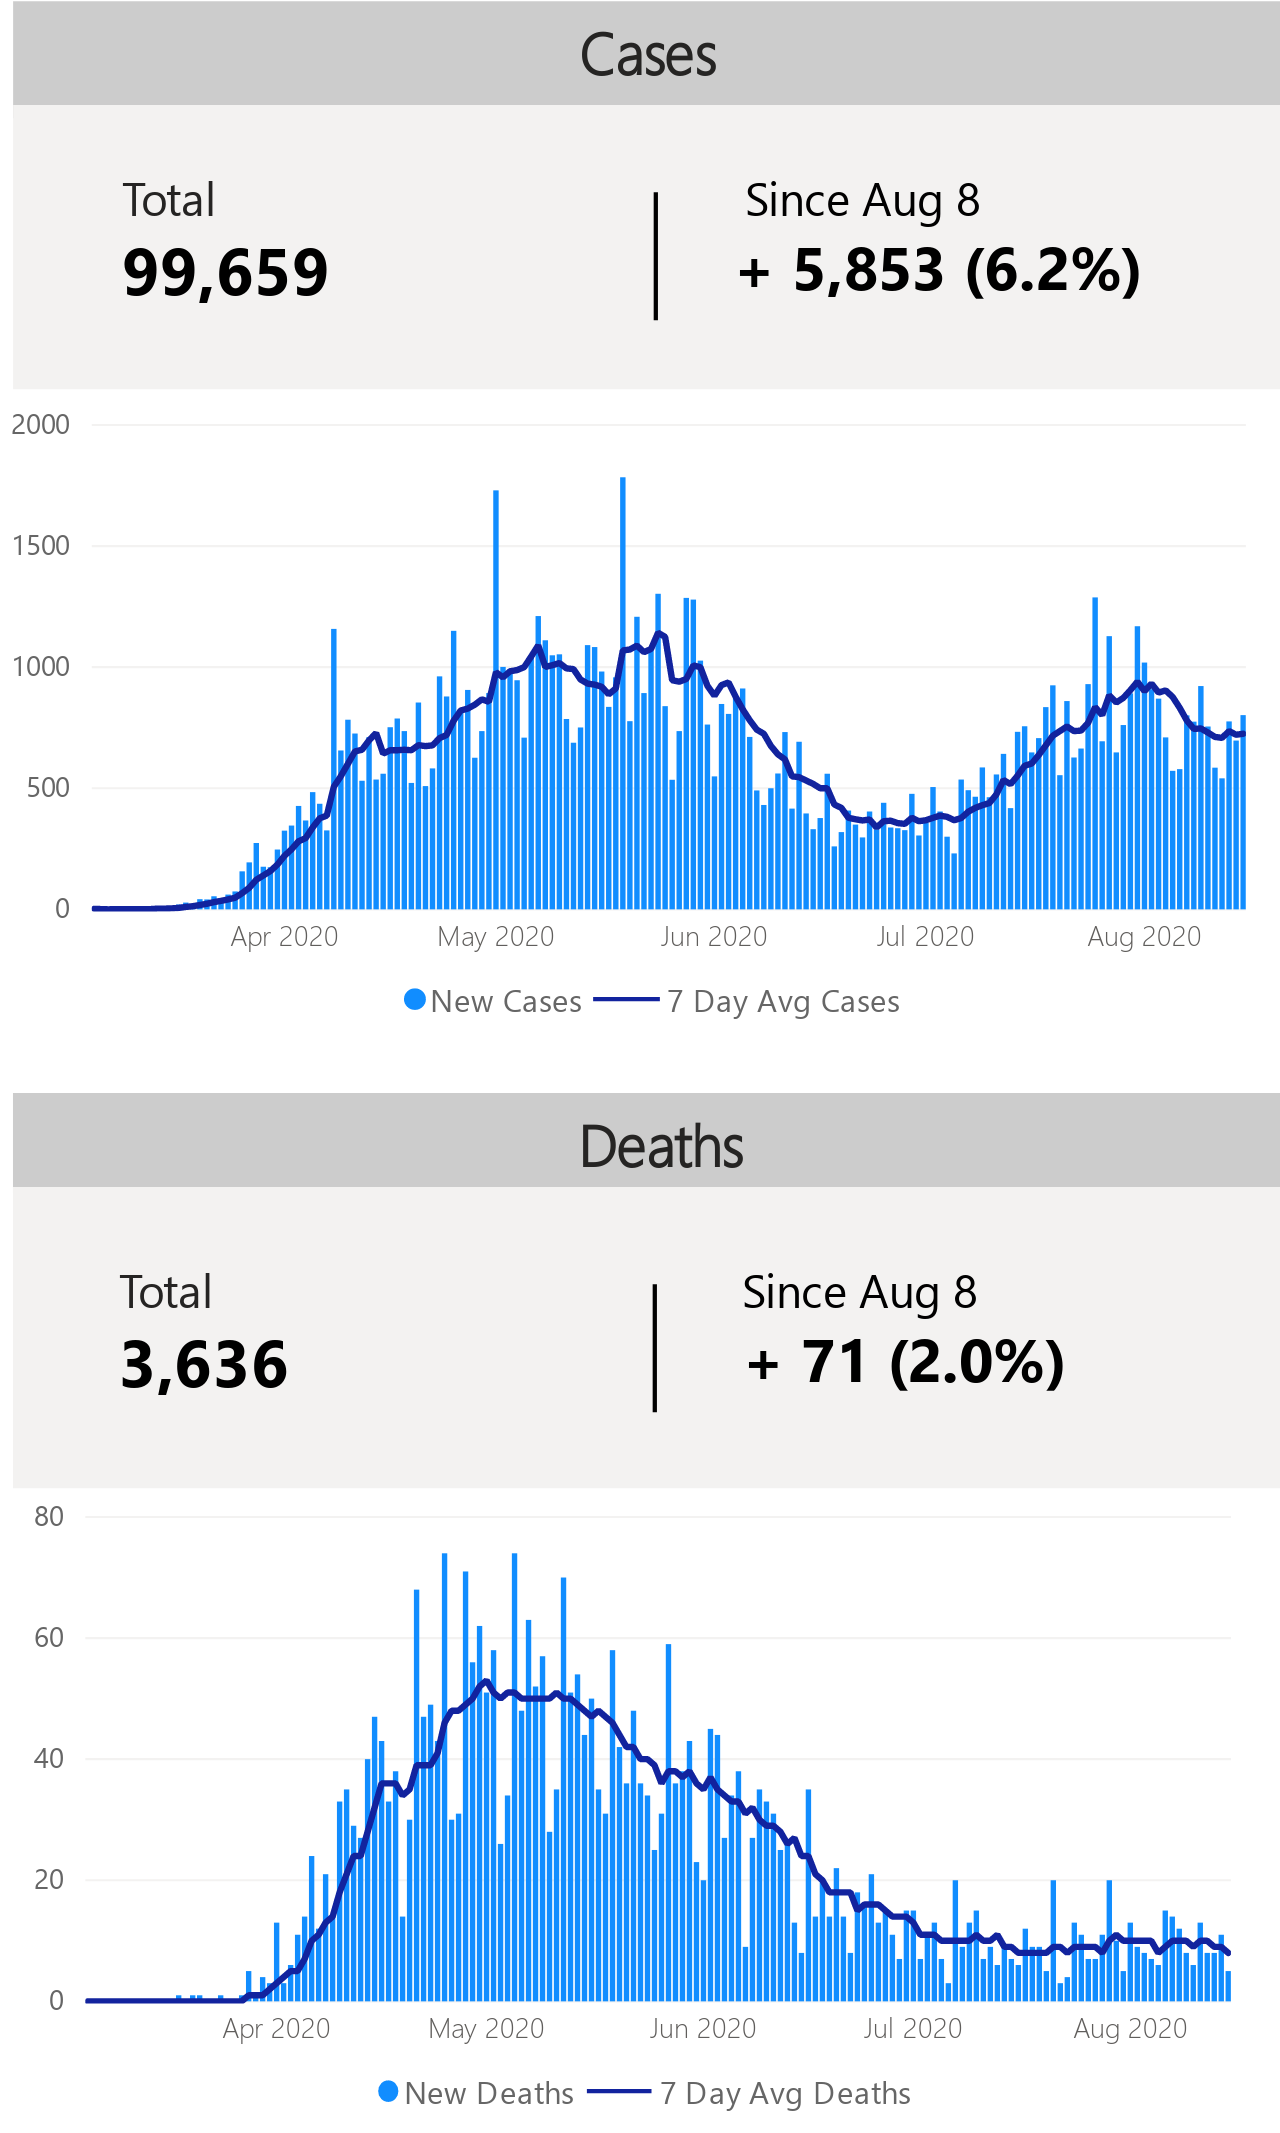 Cases
Total
Since Aug 8
99,659
+ 5,853 (6.2%)
2000
1500
1000
500
0
Apr 2020
May 2020
Jun 2020
Jul 2020
Aug 2020
New Cases
7 Day Avg Cases
Deaths
Total
Since Aug 8
3,636
+ 71 (2.0%)
80
60
40
20
0
Apr 2020
May 2020
Jun 2020
Jul 2020
Aug 2020
New Deaths
7 Day Avg Deaths